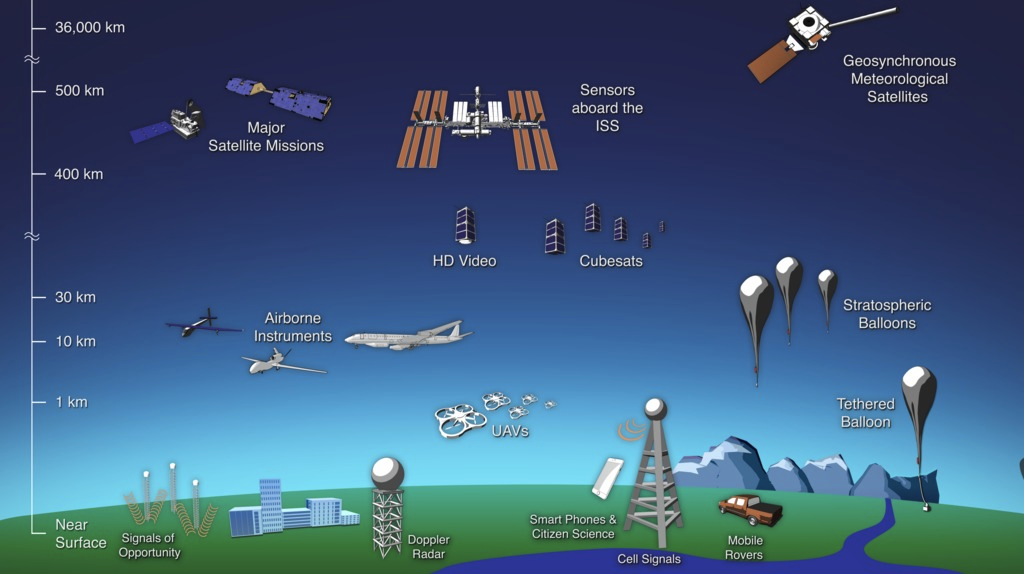 36,000 km
500 km
400 km
30 km
10 km
1 km
Near
Surface
Geosynchronous
Meteorological
Satellites
Major
Satellite Missions
Sensors
aboard the
ISS
HD Video
Cubesats
Airborne
Instruments
Stratospheric
Balloons
UAVs
Tethered
Balloon
Signals of
Opportunity
Doppler
Radar
Smart Phones &
Citizen Science
Cell Signals
Mobile
Rovers